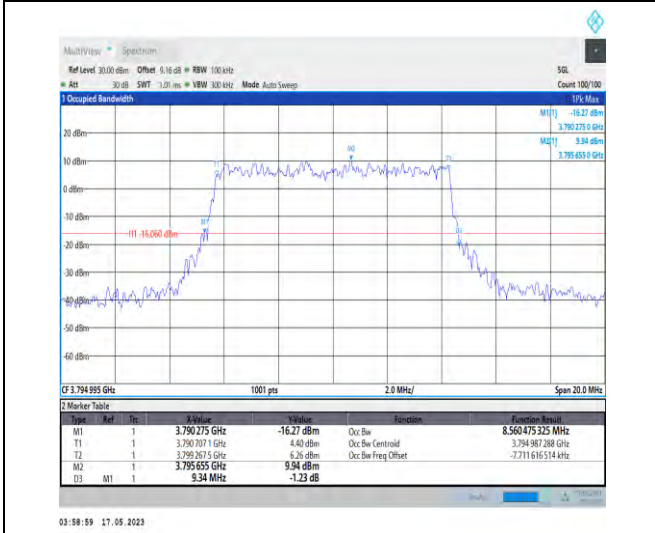 MultiView Spectrum
Ref Level 30.00 dBm Offset 9.16 dB RBW 100 kHz SGL
Att 30 dB SWT 1.01 ms VBW 300 kHz Mode Auto Sweep Count 100/100
1 Occupied Bandwidth 1Pk Max
M1[1] -16.27 dBm
3.790 275 0 GHz
M2[1] 9.94 dBm
3.795 655 0 GHz
20 dBm
10 dBm
0 dBm
-10 dBm
-20 dBm
-30 dBm
-40 dBm
-50 dBm
-60 dBm
T1
M2
T2
M1
H1 -16.060 dBm
D3
CF 3.794 995 GHz 1001 pts 2.0 MHz/ Span 20.0 MHz
2 Marker Table
Type Ref Trc X-Value Y-Value Function Function Result
M1 1 3.790 275 GHz -16.27 dBm Occ Bw 8.560 475 325 MHz
T1 1 3.790 707 1 GHz 4.40 dBm Occ Bw Centroid 3.794 987 288 GHz
T2 1 3.799 267 5 GHz 6.26 dBm Occ Bw Freq Offset -7.711 616 514 kHz
M2 1 3.795 655 GHz 9.94 dBm
D3 M1 1 9.34 MHz -1.23 dB
03:58:59 17.05.2023